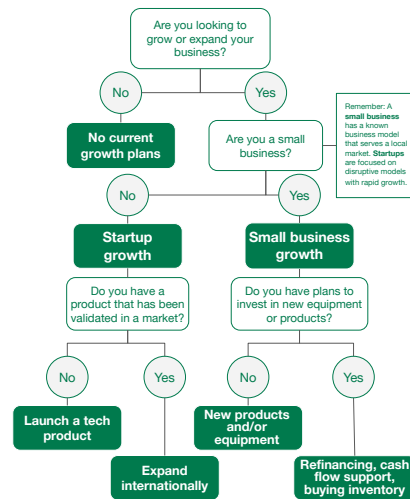 Are you looking to
grow or expand your
business?
No
Yes
No current
growth plans
Are you a small
business?
Remember: A
small business
has a known
business model
that serves a local
market. Startups
are focused on
disruptive models
with rapid growth.
No
Yes
Startup
growth
Small business
growth
Do you have a
product that has been
validated in a market?
Do you have plans to
invest in new equipment
or products?
No
Yes
No
Yes
Launch a tech
product
Expand
internationally
New products
and/or
equipment
Refinancing, cash
flow support,
buying inventory